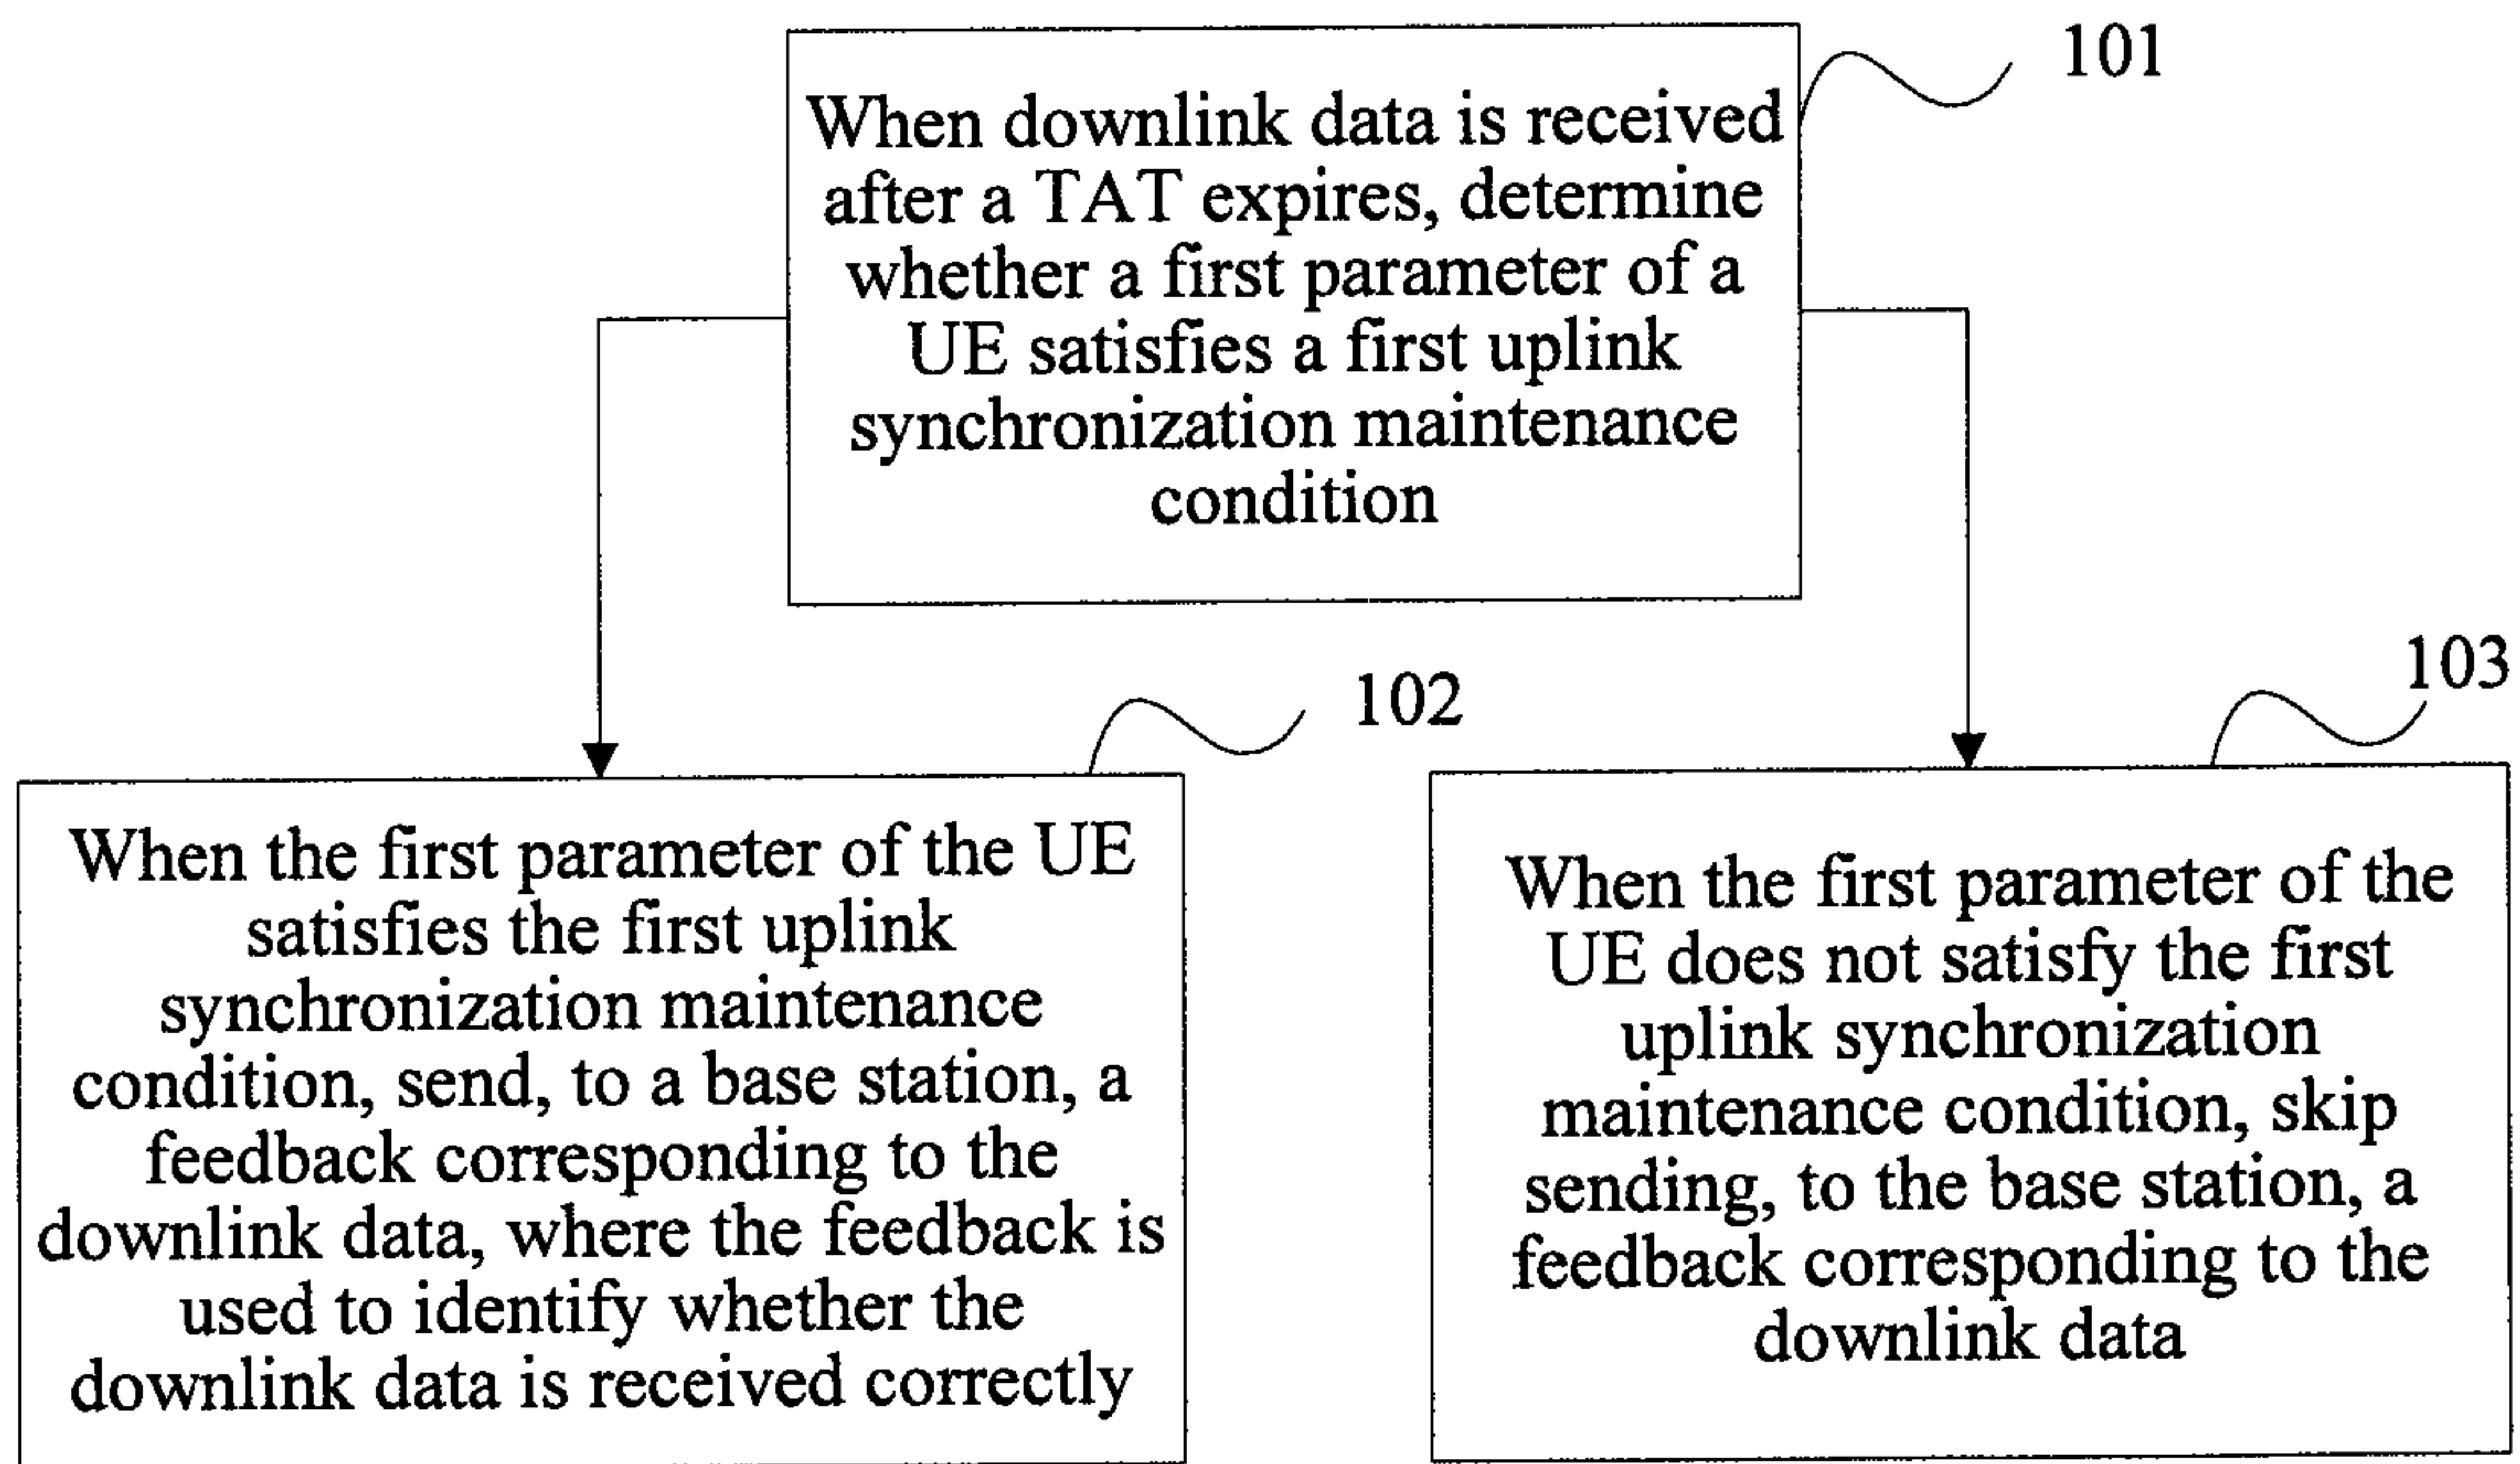 101
When downlink data is received
after a TAT expires, determine
whether a first parameter of a
UE satisfies a first uplink
synchronization maintenance
condition
102
When the first parameter of the UE
satisfies the first uplink
synchronization maintenance
condition, send, to a base station, a
feedback corresponding to the
downlink data, where the feedback is
used to identify whether the
downlink data is received correctly
103
When the first parameter of the
UE does not satisfy the first
uplink synchronization
maintenance condition, skip
sending, to the base station, a
feedback corresponding to the
downlink data